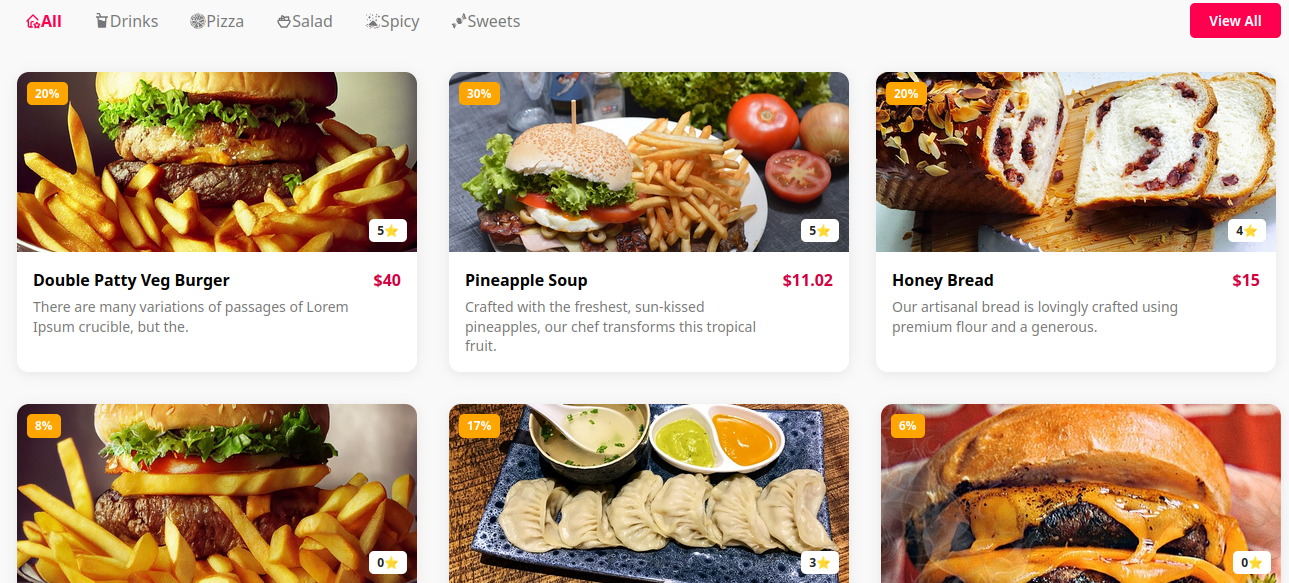 All Drinks Pizza Salad Spicy Sweets View All
20% 30% 20%
5⭐ 5⭐ 4⭐
Double Patty Veg Burger $40
There are many variations of passages of Lorem
Ipsum crucible, but the.
Pineapple Soup $11.02
Crafted with the freshest, sun-kissed
pineapples, our chef transforms this tropical
fruit.
Honey Bread $15
Our artisanal bread is lovingly crafted using
premium flour and a generous.
8% 17% 6%
0⭐ 3⭐ 0⭐